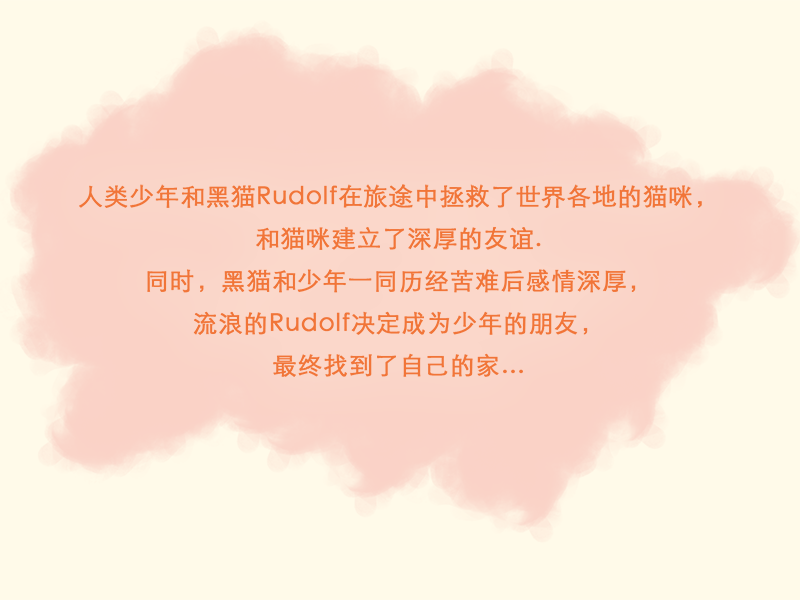 人类少年和黑猫Rudolf在旅途中拯救了世界各地的猫咪，
和猫咪建立了深厚的友谊.
同时，黑猫和少年一同历经苦难后感情深厚，
流浪的Rudolf决定成为少年的朋友，
最终找到了自己的家...